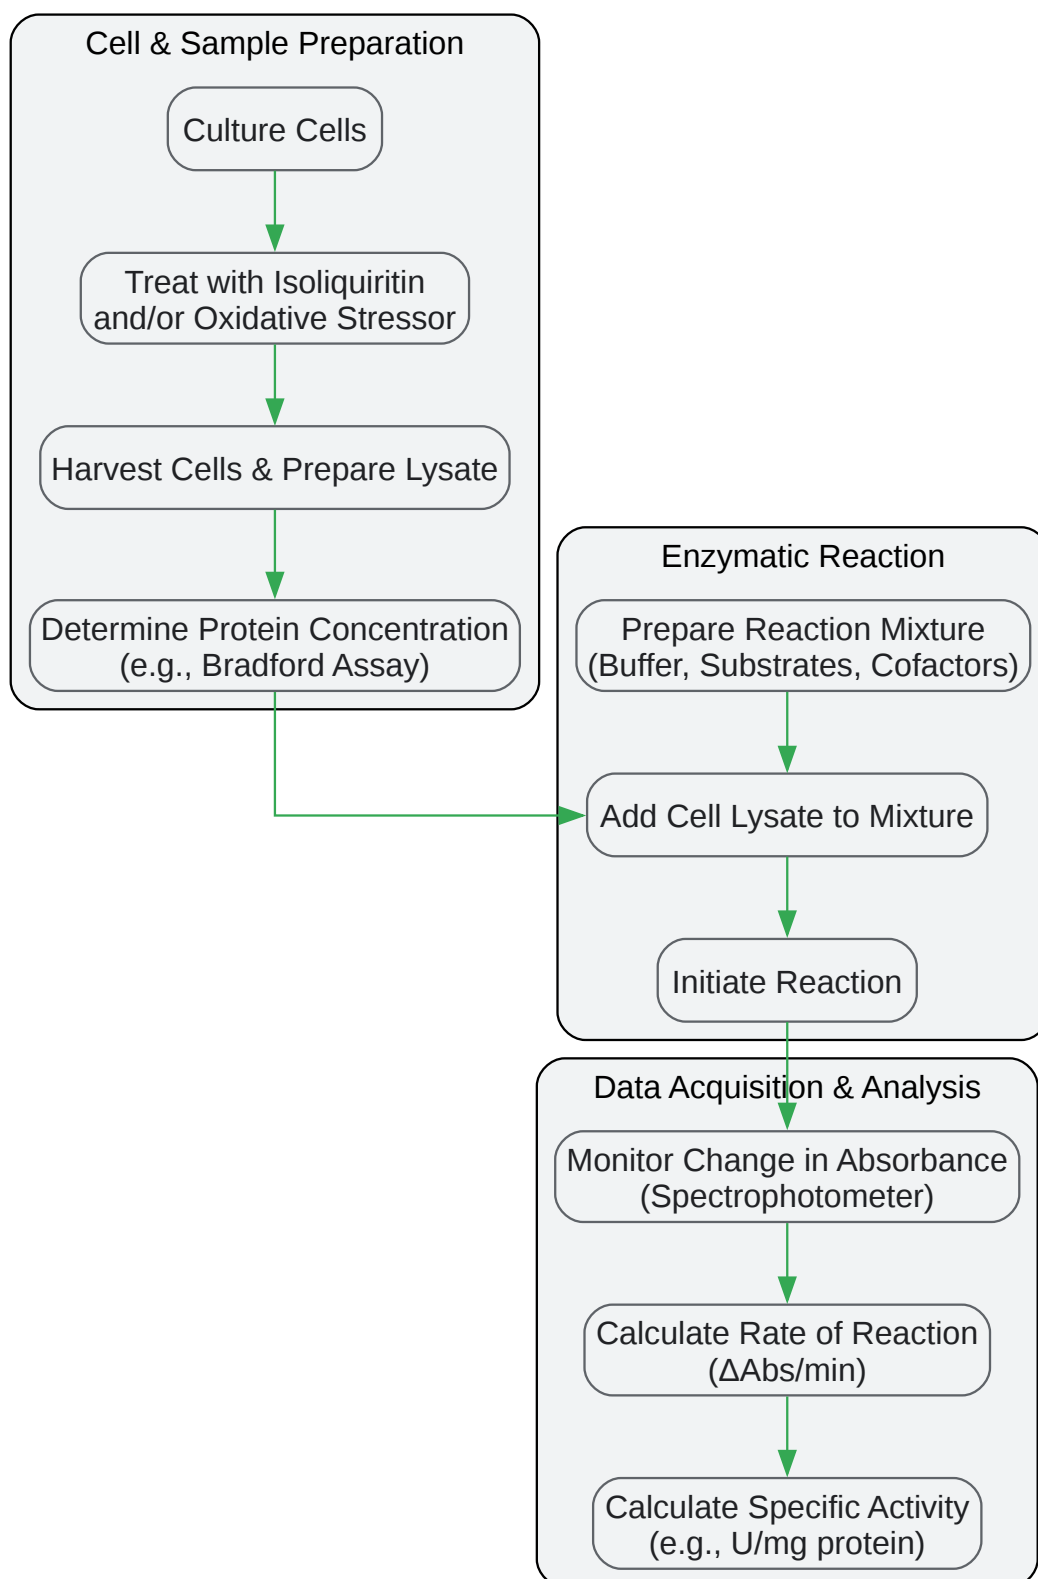 Cell & Sample Preparation
Culture Cells
Treat with Isoliquiritin
and/or Oxidative Stressor
Harvest Cells & Prepare Lysate
Determine Protein Concentration
(e.g., Bradford Assay)
Enzymatic Reaction
Prepare Reaction Mixture
(Buffer, Substrates, Cofactors)
Add Cell Lysate to Mixture
Initiate Reaction
Data Acquisition & Analysis
Monitor Change in Absorbance
(Spectrophotometer)
Calculate Rate of Reaction
(ΔAbs/min)
Calculate Specific Activity
(e.g., U/mg protein)